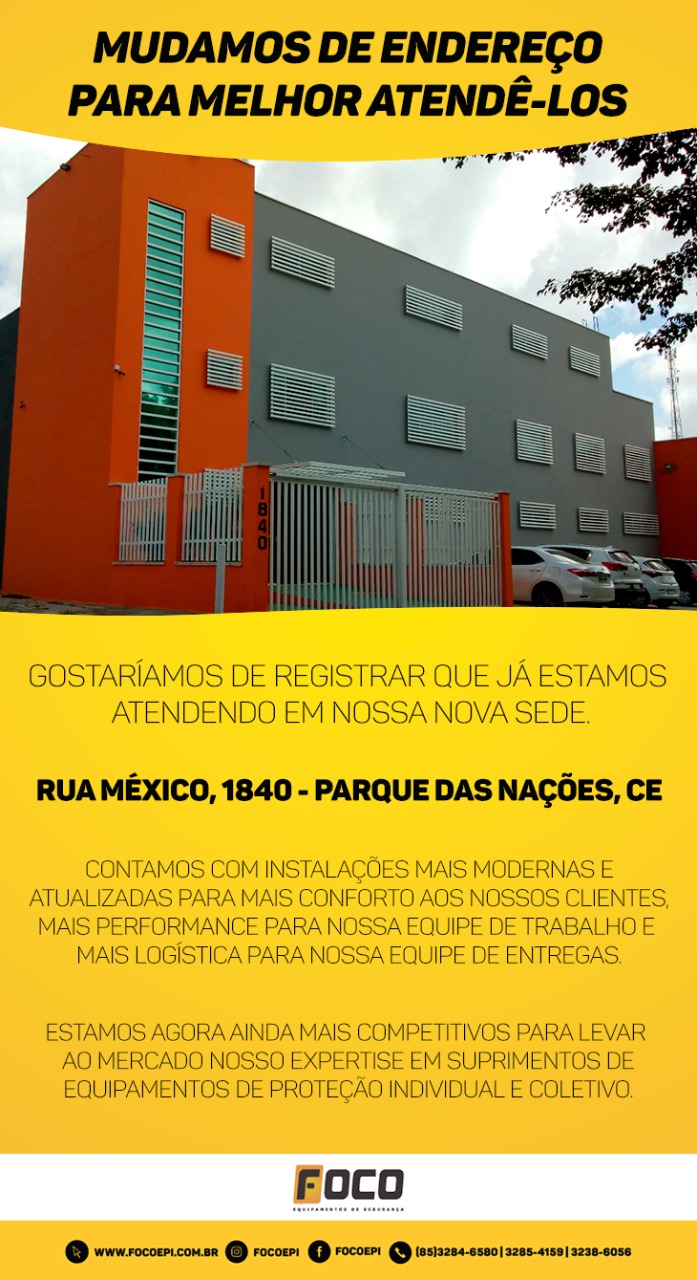 MUDAMOS DE ENDEREÇO
PARA MELHOR ATENDÊ-LOS
1840
GOSTARÍAMOS DE REGISTRAR QUE JÁ ESTAMOS
ATENDENDO EM NOSSA NOVA SEDE.
RUA MÉXICO, 1840 - PARQUE DAS NAÇÕES, CE
CONTAMOS COM INSTALAÇÕES MAIS MODERNAS E
ATUALIZADAS PARA MAIS CONFORTO AOS NOSSOS CLIENTES,
MAIS PERFORMANCE PARA NOSSA EQUIPE DE TRABALHO E
MAIS LOGÍSTICA PARA NOSSA EQUIPE DE ENTREGAS.
ESTAMOS AGORA AINDA MAIS COMPETITIVOS PARA LEVAR
AO MERCADO NOSSO EXPERTISE EM SUPRIMENTOS DE
EQUIPAMENTOS DE PROTEÇÃO INDIVIDUAL E COLETIVO.
FOCO
EQUIPAMENTOS DE SEGURANÇA
WWW.FOCOEPI.COM.BR FOCOEPI FOCOEPI (85)3284-6580 | 3285-4159 | 3238-6056